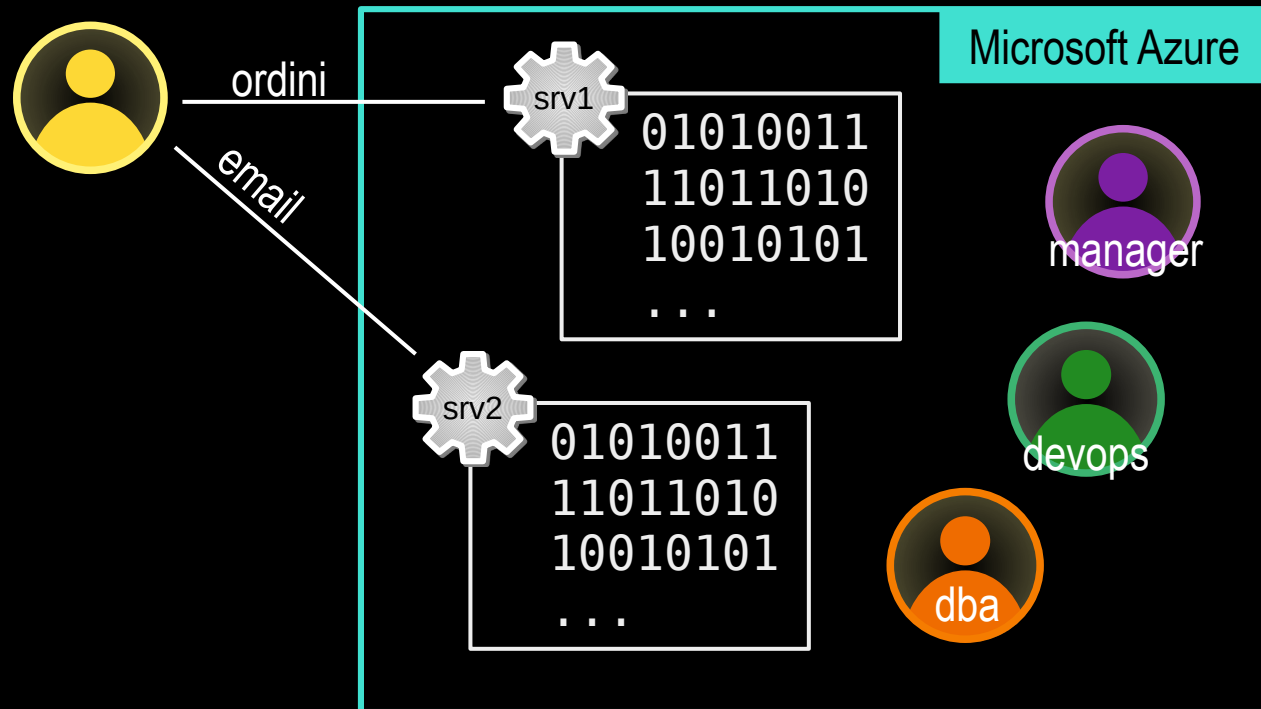 Microsoft Azure
ordini
srv1
01010011
11011010
10010101
...
email
manager
srv2
01010011
11011010
10010101
...
devops
dba